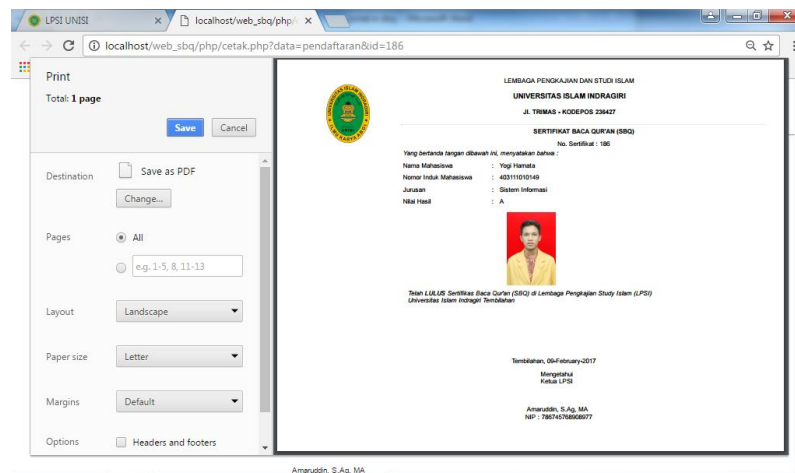 LPSI UNISI
localhost/web_sbq/php/
localhost/web_sbq/php/cetak.php?data=pendaftaran&id=186
Print
Total: 1 page
Save
Cancel
Destination
Save as PDF
Change...
Pages
All
e.g. 1-5, 8, 11-13
Layout
Landscape
Paper size
Letter
Margins
Default
Options
Headers and footers
LEMBAGA PENGKAJIAN DAN STUDI ISLAM
UNIVERSITAS ISLAM INDRAGIRI
Jl. TRIMAS - KODEPOS 236427
SERTIFIKAT BACA QUR'AN (SBQ)
No. Sertifikat : 186
Yang bertanda tangan dibawah ini, menyatakan bahwa :
Nama Mahasiswa : Yogi Hamata
Nomor Induk Mahasiswa : 403111010149
Jurusan : Sistem Informasi
Nilai Hasil : A
Telah LULUS Sertifikas Baca Qur'an (SBQ) di Lembaga Pengkajian Study Islam (LPSI)
Universitas Islam Indragiri Tembilahan
Tembilahan, 09-February-2017
Mengetahui
Ketua LPSI
Amaruddin, S.Ag, MA
NIP : 786745768908977
Amaruddin, S.Ag, MA